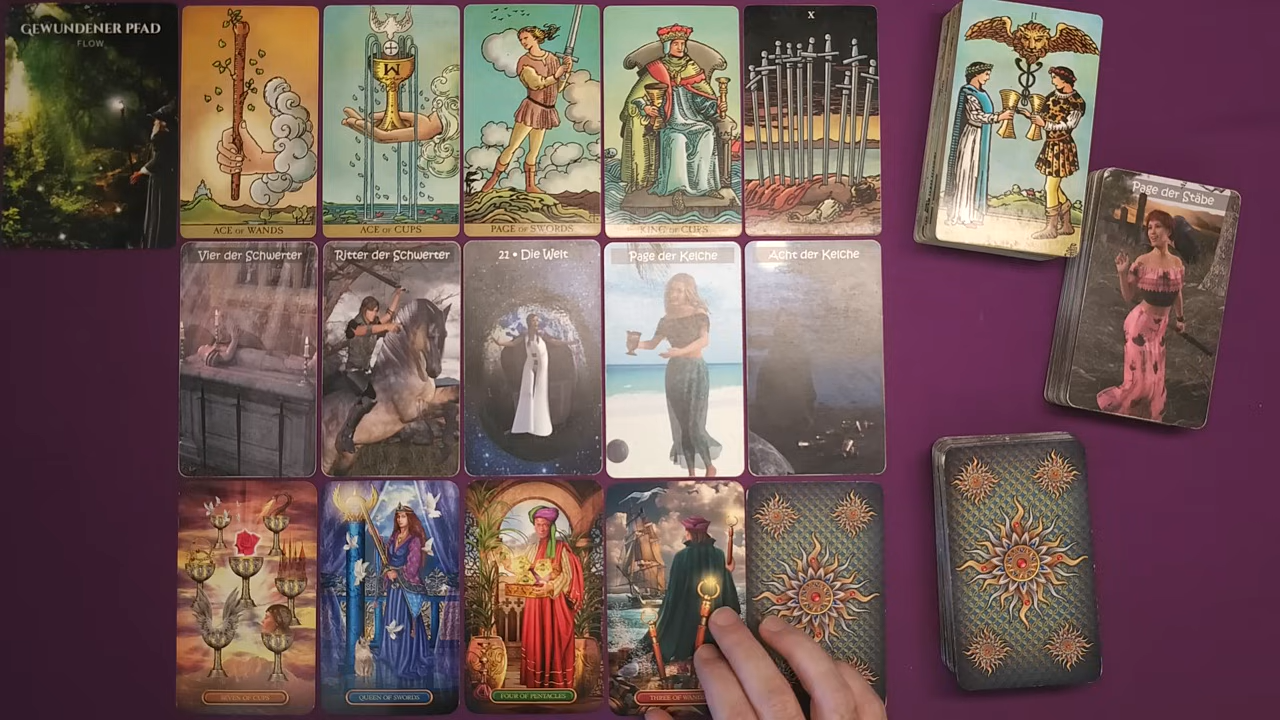 GEWUNDENER PFAD
FLOW
ACE OF WANDS
ACE OF CUPS
PAGE OF SWORDS
KING OF CUPS
X
II
Page der Stäbe
Vier der Schwerter
Ritter der Schwerter
21 • Die Welt
Page der Kelche
Acht der Kelche
SEVEN OF CUPS
QUEEN OF SWORDS
FOUR OF PENTACLES
THREE OF WANDS